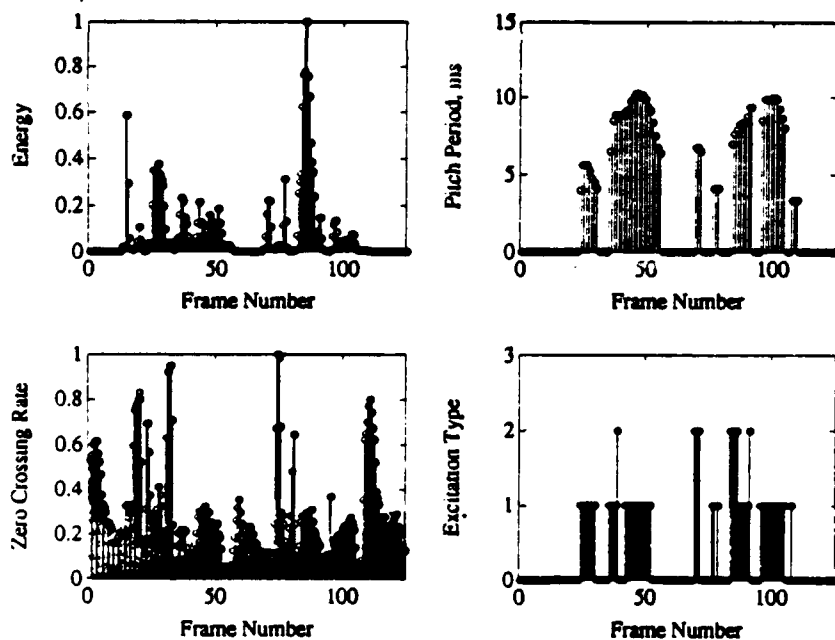 1
0.8
0.6
0.4
0.2
0
0 50 100
Energy
Frame Number
15
10
5
0
0 50 100
Pitch Period, ms
Frame Number
1
0.8
0.6
0.4
0.2
0
0 50 100
Zero Crossing Rate
Frame Number
3
2
1
0
0 50 100
Excitation Type
Frame Number